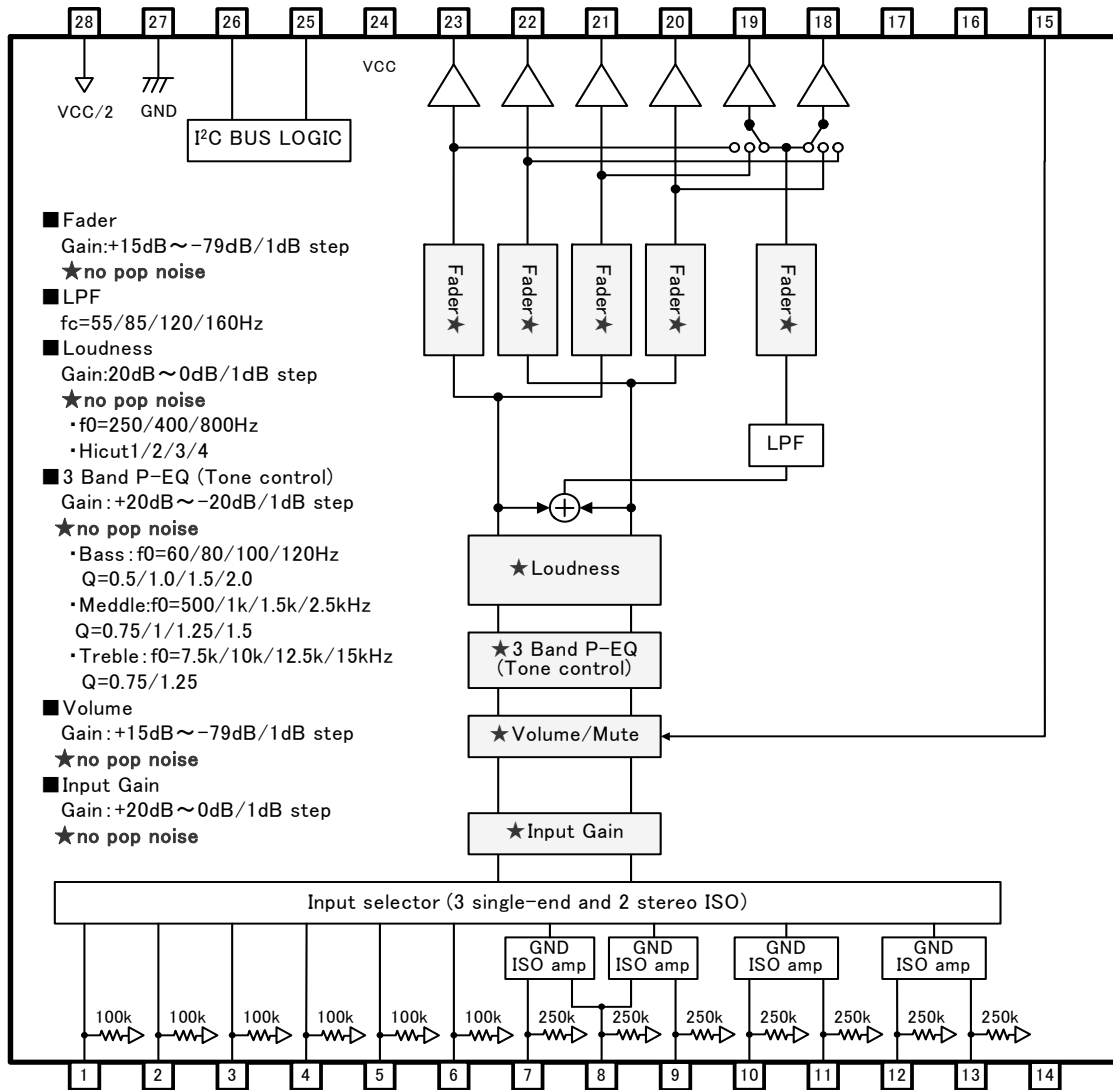 28 27 26 25 24 23 22 21 20 19 18 17 16 15
VCC/2
GND
VCC
I²C BUS LOGIC
■Fader
Gain:+15dB～-79dB/1dB step
★no pop noise
■LPF
fc=55/85/120/160Hz
■Loudness
Gain:20dB～0dB/1dB step
★no pop noise
・f0=250/400/800Hz
・Hicut1/2/3/4
■3 Band P-EQ (Tone control)
Gain:+20dB～-20dB/1dB step
★no pop noise
・Bass:f0=60/80/100/120Hz
Q=0.5/1.0/1.5/2.0
・Meddle:f0=500/1k/1.5k/2.5kHz
Q=0.75/1/1.25/1.5
・Treble:f0=7.5k/10k/12.5k/15kHz
Q=0.75/1.25
■Volume
Gain:+15dB～-79dB/1dB step
★no pop noise
■Input Gain
Gain:+20dB～0dB/1dB step
★no pop noise
Fader★
Fader★
Fader★
Fader★
Fader★
LPF
★Loudness
★3 Band P-EQ
(Tone control)
★Volume/Mute
★Input Gain
Input selector (3 single-end and 2 stereo ISO)
GND
ISO amp
GND
ISO amp
GND
ISO amp
GND
ISO amp
100k 100k 100k 100k 100k 100k 250k 250k 250k 250k 250k 250k 250k
1 2 3 4 5 6 7 8 9 10 11 12 13 14